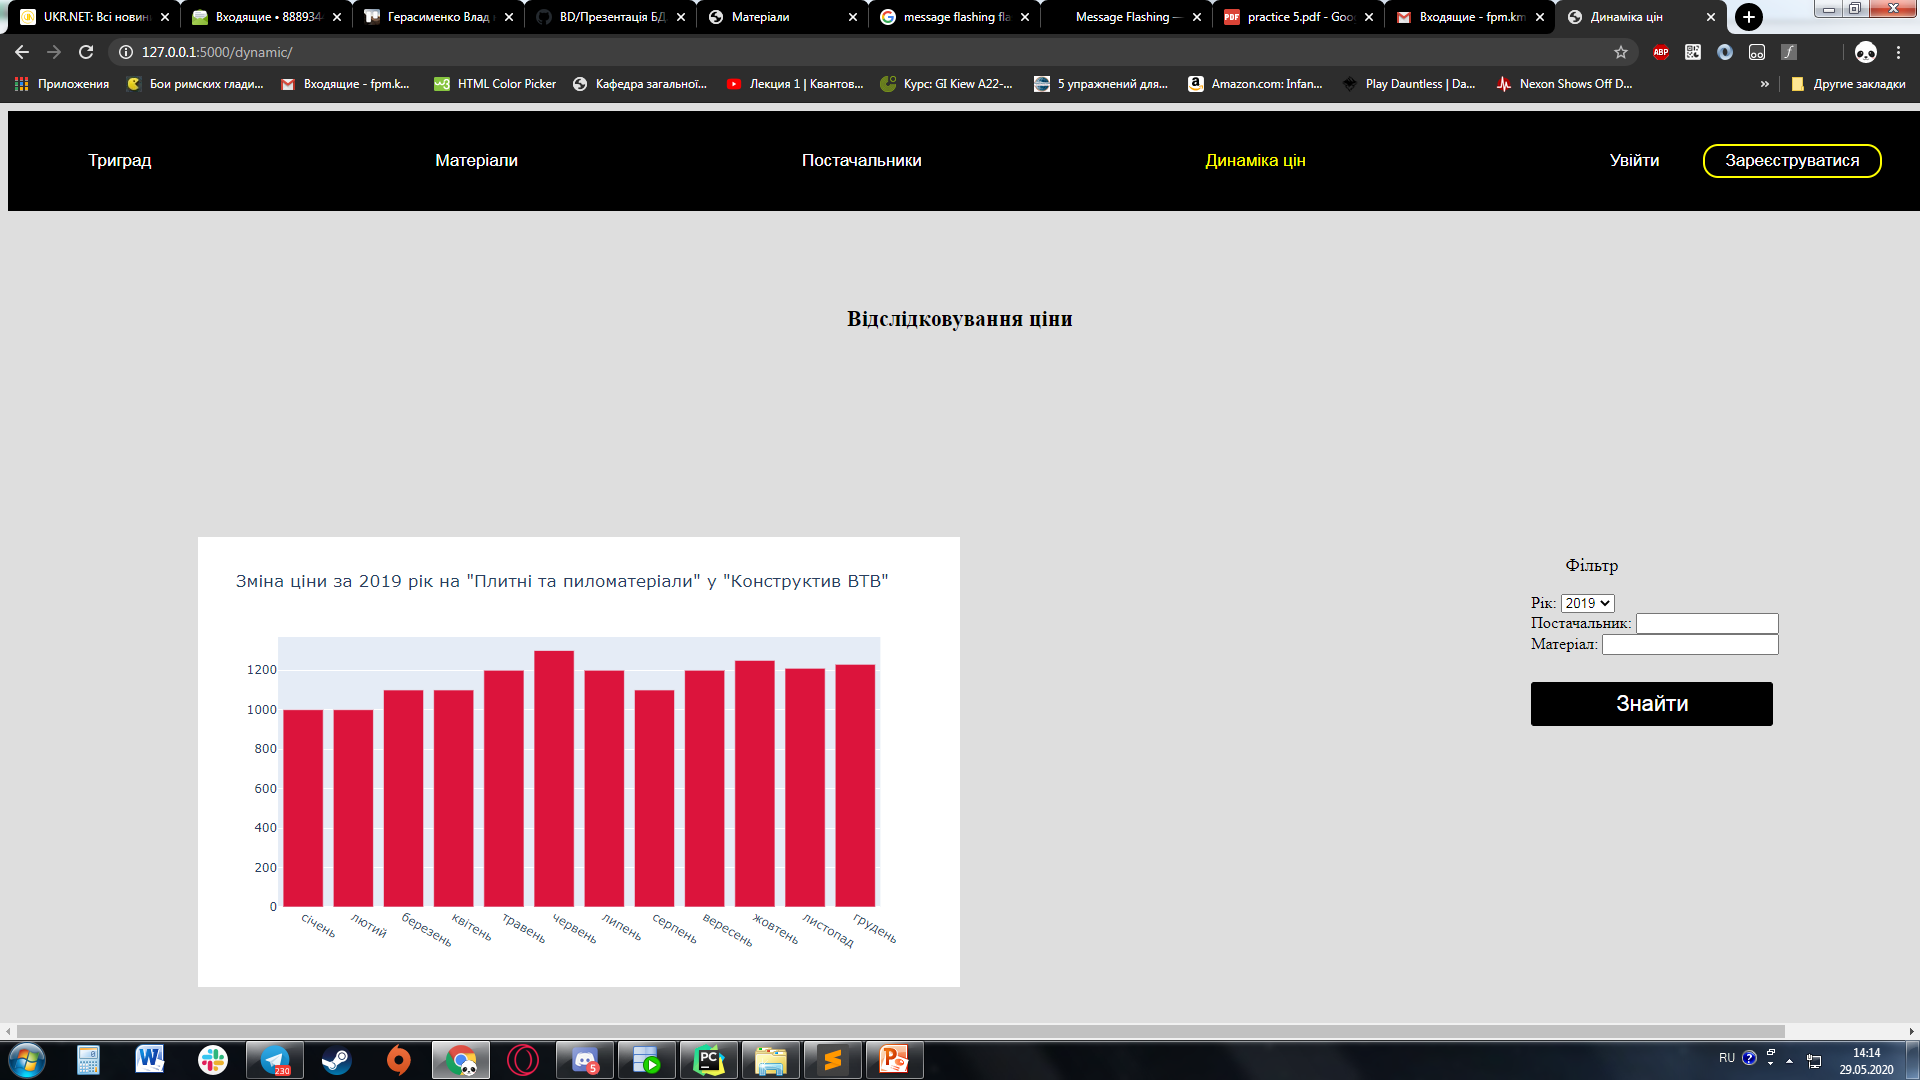 UKR.NET: Всі новин
Входящие • 888934
Герасименко Влад
BD/Презентація БД
Матеріали
message flashing fla
Message Flashing —
PDF practice 5.pdf - Goo
Входящие - fpm.km
Динаміка цін
127.0.0.1:5000/dynamic/
ABP
Приложения
Бои римских глади...
Входящие - fpm.k...
HTML Color Picker
Кафедра загальної...
Лекция 1 | Квантов...
Курс: GI Kiew A22-...
5 упражнений для...
Amazon.com: Infan...
Play Dauntless | Da...
Nexon Shows Off D...
»
Другие закладки
Триград
Матеріали
Постачальники
Динаміка цін
Увійти
Зареєструватися
Відслідковування ціни
Зміна ціни за 2019 рік на "Плитні та пиломатеріали" у "Конструктив ВТВ"
1200
1000
800
600
400
200
0
січень
лютий
березень
квітень
травень
червень
липень
серпень
вересень
жовтень
листопад
грудень
Фільтр
Рік: 2019
Постачальник:
Матеріал:
Знайти
230
5
PC
RU
14:14
29.05.2020